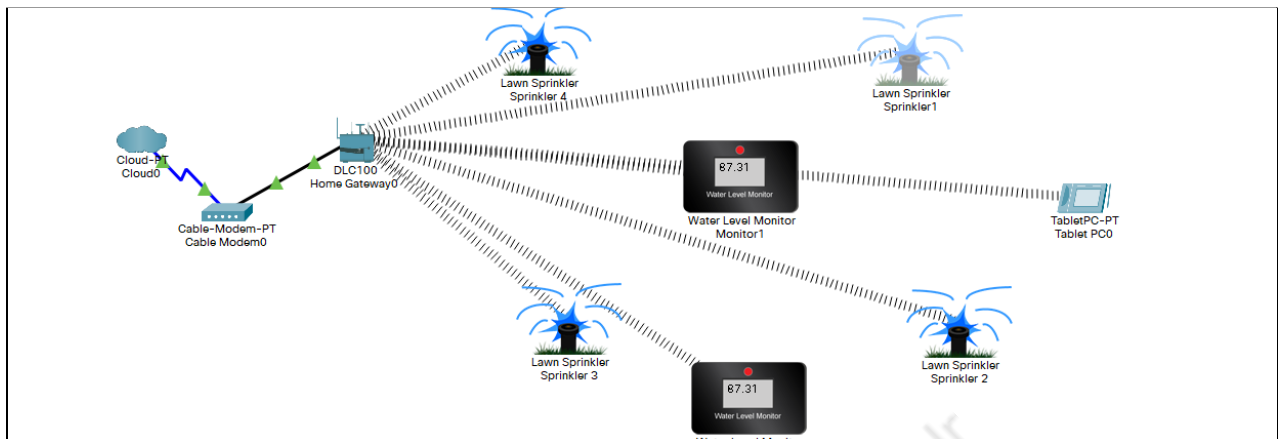 Lawn Sprinkler
Sprinkler 4
Lawn Sprinkler
Sprinkler1
Cloud-PT
Cloud0
DLC100
Home Gateway0
87.31
Water Level Monitor
Water Level Monitor
Monitor1
TabletPC-PT
Tablet PC0
Cable-Modem-PT
Cable Modem0
Lawn Sprinkler
Sprinkler 3
Lawn Sprinkler
Sprinkler 2
87.31
Water Level Monitor